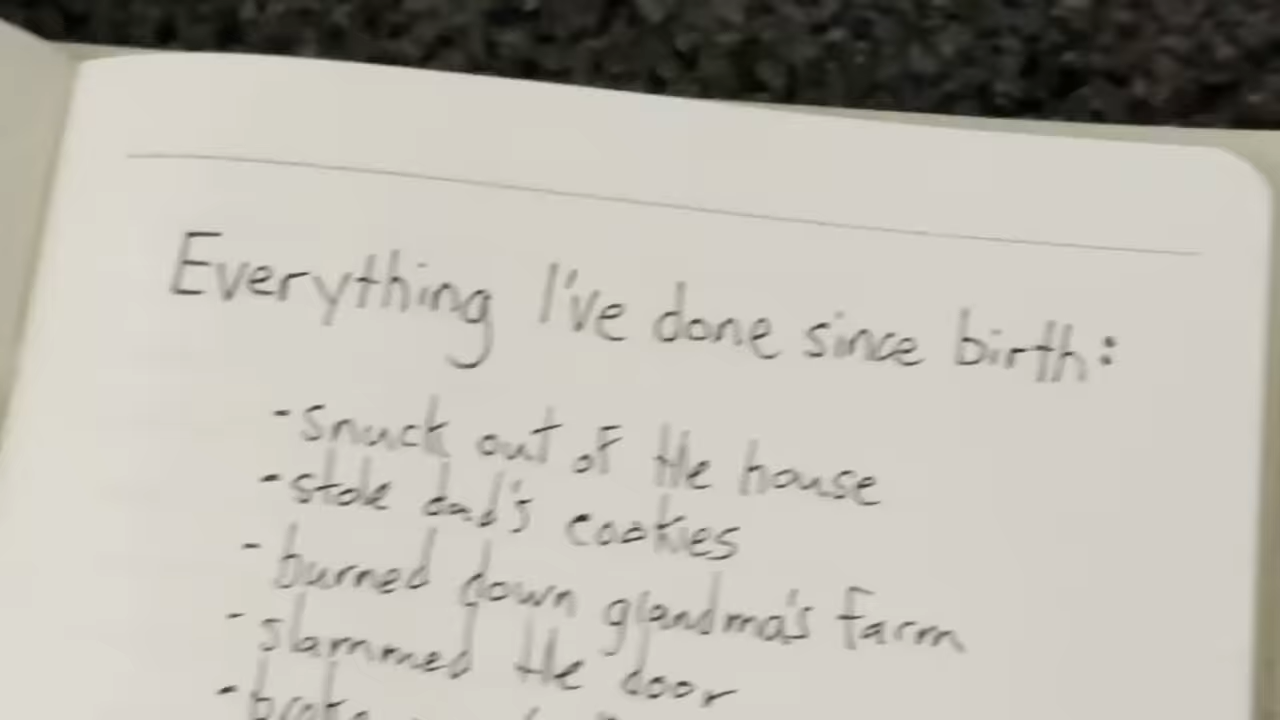 Everything I've done since birth:
- snuck out of the house
- stole dad's cookies
- burned down grandma's farm
- slammed the door
- broke